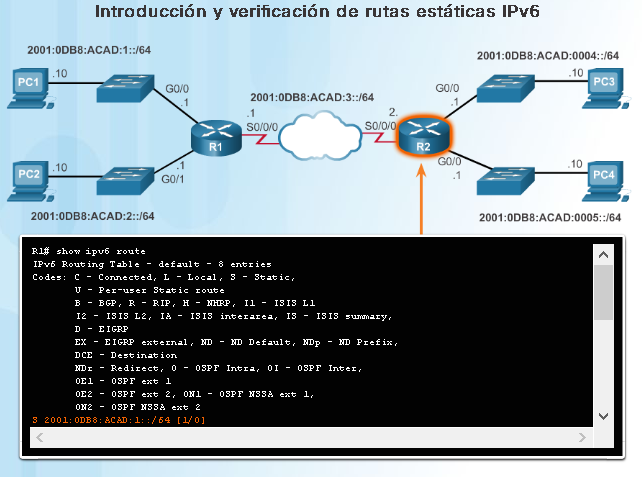 Introducción y verificación de rutas estáticas IPv6
2001:0DB8:ACAD:1::/64
2001:0DB8:ACAD:0004::/64
PC1
.10
G0/0
.1
2001:0DB8:ACAD:3::/64
G0/0
.1
.10
PC3
.1
S0/0/0
R1
2.
S0/0/0
R2
PC2
.10
.1
G0/1
G0/0
.1
.10
PC4
2001:0DB8:ACAD:2::/64
2001:0DB8:ACAD:0005::/64
R1# show ipv6 route
IPv6 Routing Table - default - 8 entries
Codes: C - Connected, L - Local, S - Static,
U - Per-user Static route
B - BGP, R - RIP, H - NHRP, I1 - ISIS L1
I2 - ISIS L2, IA - ISIS interarea, IS - ISIS summary,
D - EIGRP
EX - EIGRP external, ND - ND Default, NDp - ND Prefix,
DCE - Destination
NDr - Redirect, O - OSPF Intra, OI - OSPF Inter,
OE1 - OSPF ext 1
OE2 - OSPF ext 2, ON1 - OSPF NSSA ext 1,
ON2 - OSPF NSSA ext 2
S 2001:0DB8:ACAD:1::/64 [1/0]